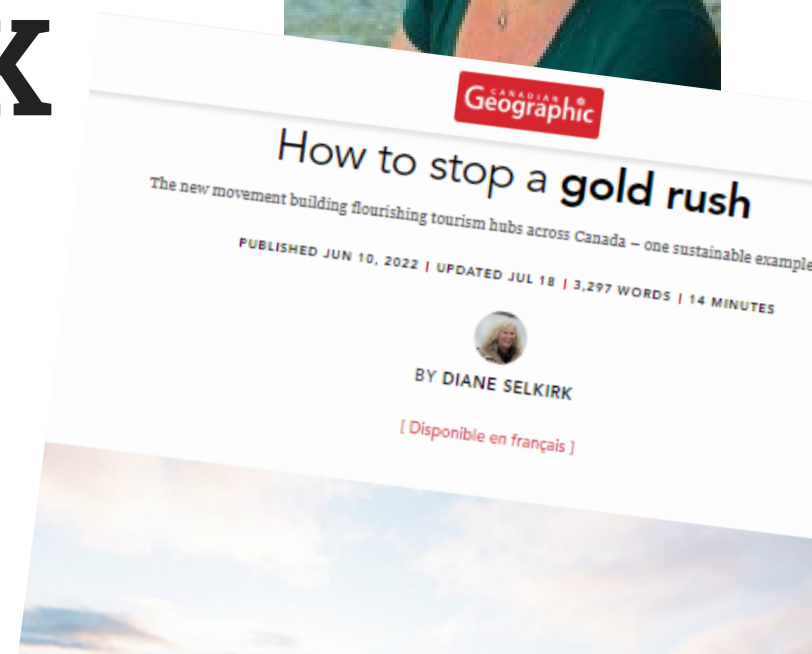 K
CANADIAN
Geographic
How to stop a gold rush
The new movement building flourishing tourism hubs across Canada – one sustainable example
PUBLISHED JUN 10, 2022 | UPDATED JUL 18 | 3,297 WORDS | 14 MINUTES
BY DIANE SELKIRK
[ Disponible en français ]